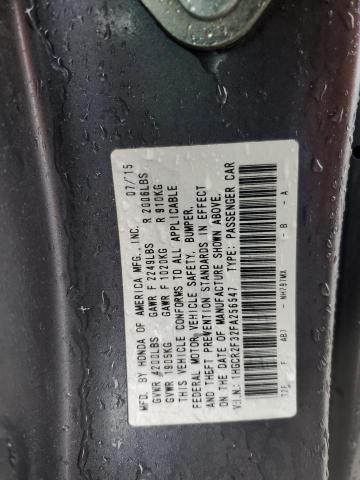 MFD. BY HONDA OF AMERICA MFG., INC. 07/'15
GVWR 4200LBS GAWR F 2249LBS R 2006LBS
GVWR 1905KG GAWR F 1020KG R 910KG
THIS VEHICLE CONFORMS TO ALL APPLICABLE
FEDERAL MOTOR VEHICLE SAFETY, BUMPER,
AND THEFT PREVENTION STANDARDS IN EFFECT
ON THE DATE OF MANUFACTURE SHOWN ABOVE.
V.I.N.: 1HGCR2F32FA256547 TYPE: PASSENGER CAR
F AB1 - NH797MX - B - A